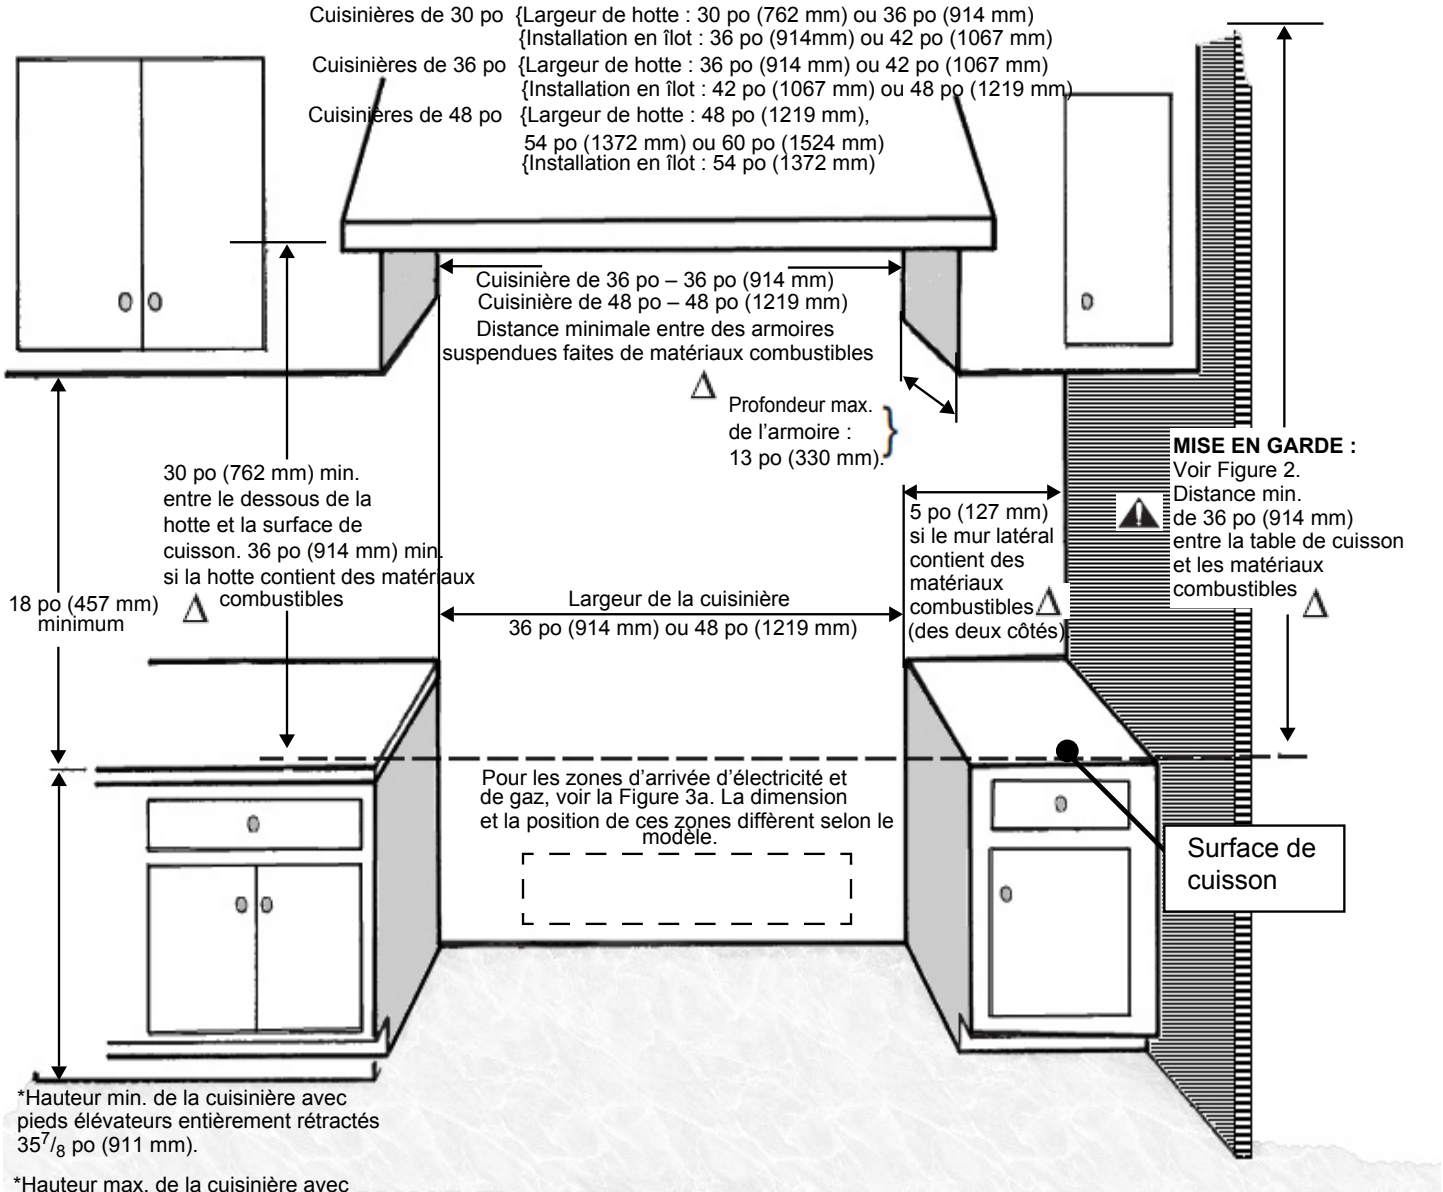 Cuisinières de 30 po {Largeur de hotte : 30 po (762 mm) ou 36 po (914 mm)
{Installation en îlot : 36 po (914mm) ou 42 po (1067 mm)
Cuisinières de 36 po {Largeur de hotte : 36 po (914 mm) ou 42 po (1067 mm)
{Installation en îlot : 42 po (1067 mm) ou 48 po (1219 mm)
Cuisinières de 48 po {Largeur de hotte : 48 po (1219 mm),
54 po (1372 mm) ou 60 po (1524 mm)
{Installation en îlot : 54 po (1372 mm)
Cuisinière de 36 po – 36 po (914 mm)
Cuisinière de 48 po – 48 po (1219 mm)
Distance minimale entre des armoires
suspendues faites de matériaux combustibles
Profondeur max.
de l’armoire :
13 po (330 mm).
30 po (762 mm) min.
entre le dessous de la
hotte et la surface de
cuisson. 36 po (914 mm) min.
si la hotte contient des matériaux
combustibles
18 po (457 mm)
minimum
MISE EN GARDE :
Voir Figure 2.
Distance min.
de 36 po (914 mm)
entre la table de cuisson
et les matériaux
combustibles
5 po (127 mm)
si le mur latéral
contient des
matériaux
combustibles
(des deux côtés)
Largeur de la cuisinière
36 po (914 mm) ou 48 po (1219 mm)
Pour les zones d’arrivée d’électricité et
de gaz, voir la Figure 3a. La dimension
et la position de ces zones diffèrent selon le
modèle.
Surface de
cuisson
*Hauteur min. de la cuisinière avec
pieds élévateurs entièrement rétractés
35 7/8 po (911 mm).
*Hauteur max. de la cuisinière avec